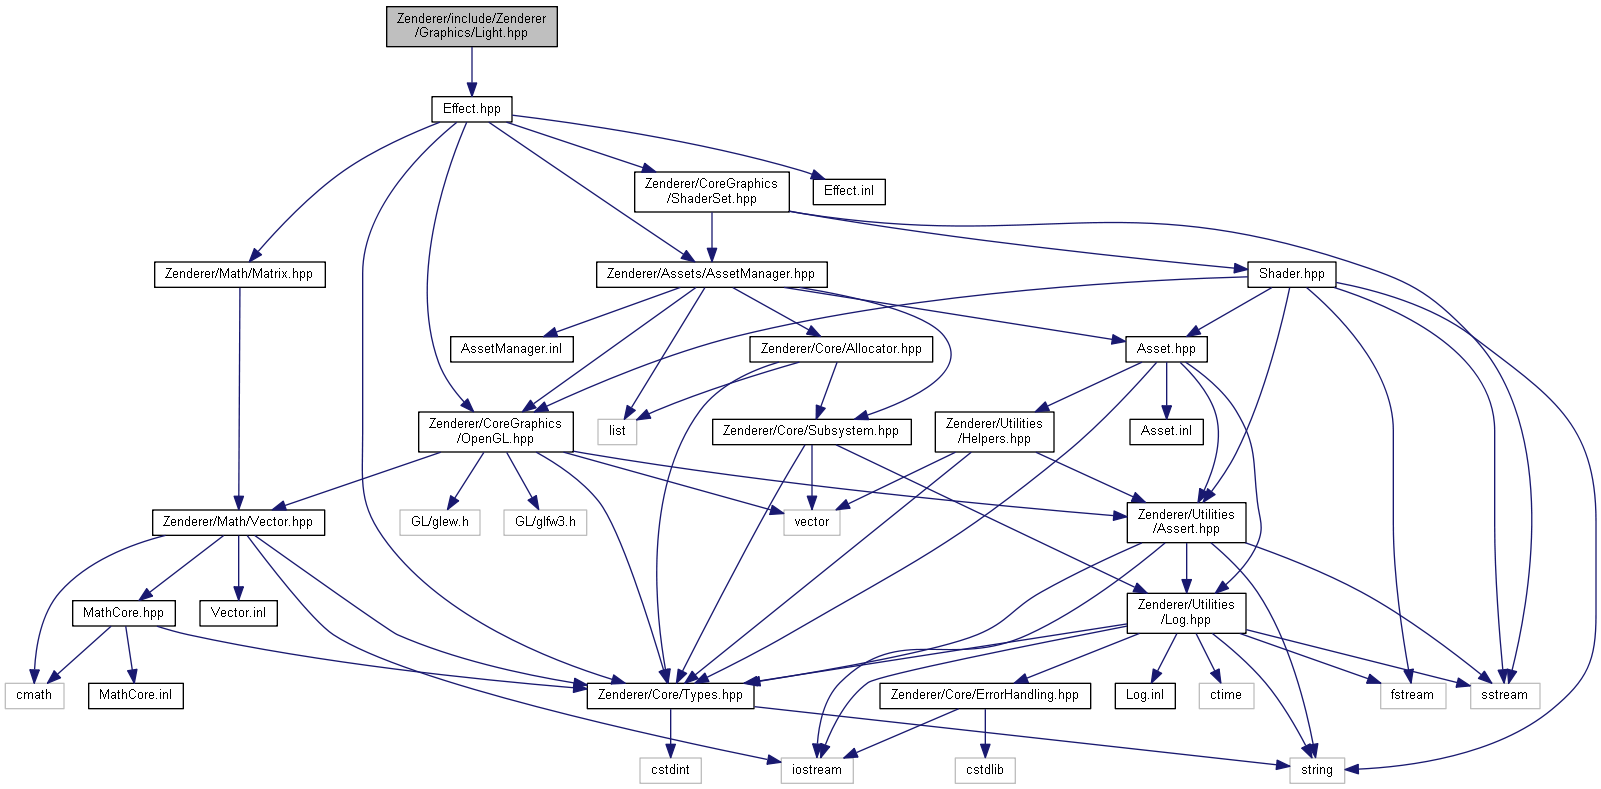 Zenderer/include/Zenderer
/Graphics/Light.hpp
Effect.hpp
Zenderer/CoreGraphics
/ShaderSet.hpp
Effect.inl
Zenderer/Math/Matrix.hpp
Zenderer/Assets/AssetManager.hpp
Shader.hpp
AssetManager.inl
Zenderer/Core/Allocator.hpp
Asset.hpp
Zenderer/CoreGraphics
/OpenGL.hpp
list
Zenderer/Core/Subsystem.hpp
Zenderer/Utilities
/Helpers.hpp
Asset.inl
Zenderer/Math/Vector.hpp
GL/glew.h
GL/glfw3.h
vector
Zenderer/Utilities
/Assert.hpp
MathCore.hpp
Vector.inl
Zenderer/Utilities
/Log.hpp
cmath
MathCore.inl
Zenderer/Core/Types.hpp
Zenderer/Core/ErrorHandling.hpp
Log.inl
ctime
fstream
sstream
cstdint
iostream
cstdlib
string